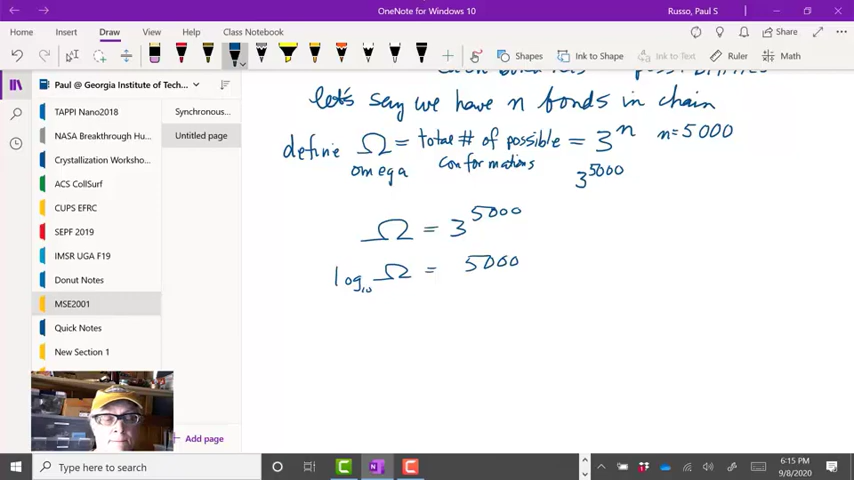 OneNote for Windows 10
Russo, Paul S
Home Insert Draw View Help Class Notebook
Share
Shapes Ink to Shape Ink to Text Ruler Math
Paul @ Georgia Institute of Tech...
TAPPI Nano2018
NASA Breakthrough Hu...
Crystallization Worksho...
ACS CollSurf
CUPS EFRC
SEPF 2019
IMSR UGA F19
Donut Notes
MSE2001
Quick Notes
New Section 1
Synchronous...
Untitled page
Add page
let's say we have n bonds in chain
define Ω = total # of possible = 3^n n=5000
omega conformations 3^5000
Ω = 3^5000
log₁₀ Ω = 5000
Type here to search
6:15 PM
9/8/2020